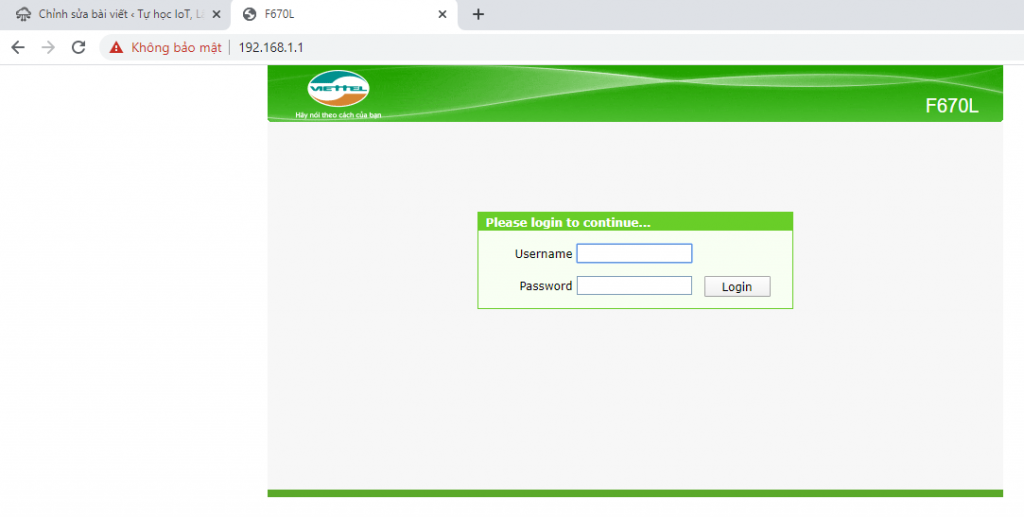 Chỉnh sửa bài viết ‹ Tự học IoT, L
F670L
Không bảo mật
192.168.1.1
VIETTEL
Hãy nói theo cách của bạn
F670L
Please login to continue...
Username
Password
Login